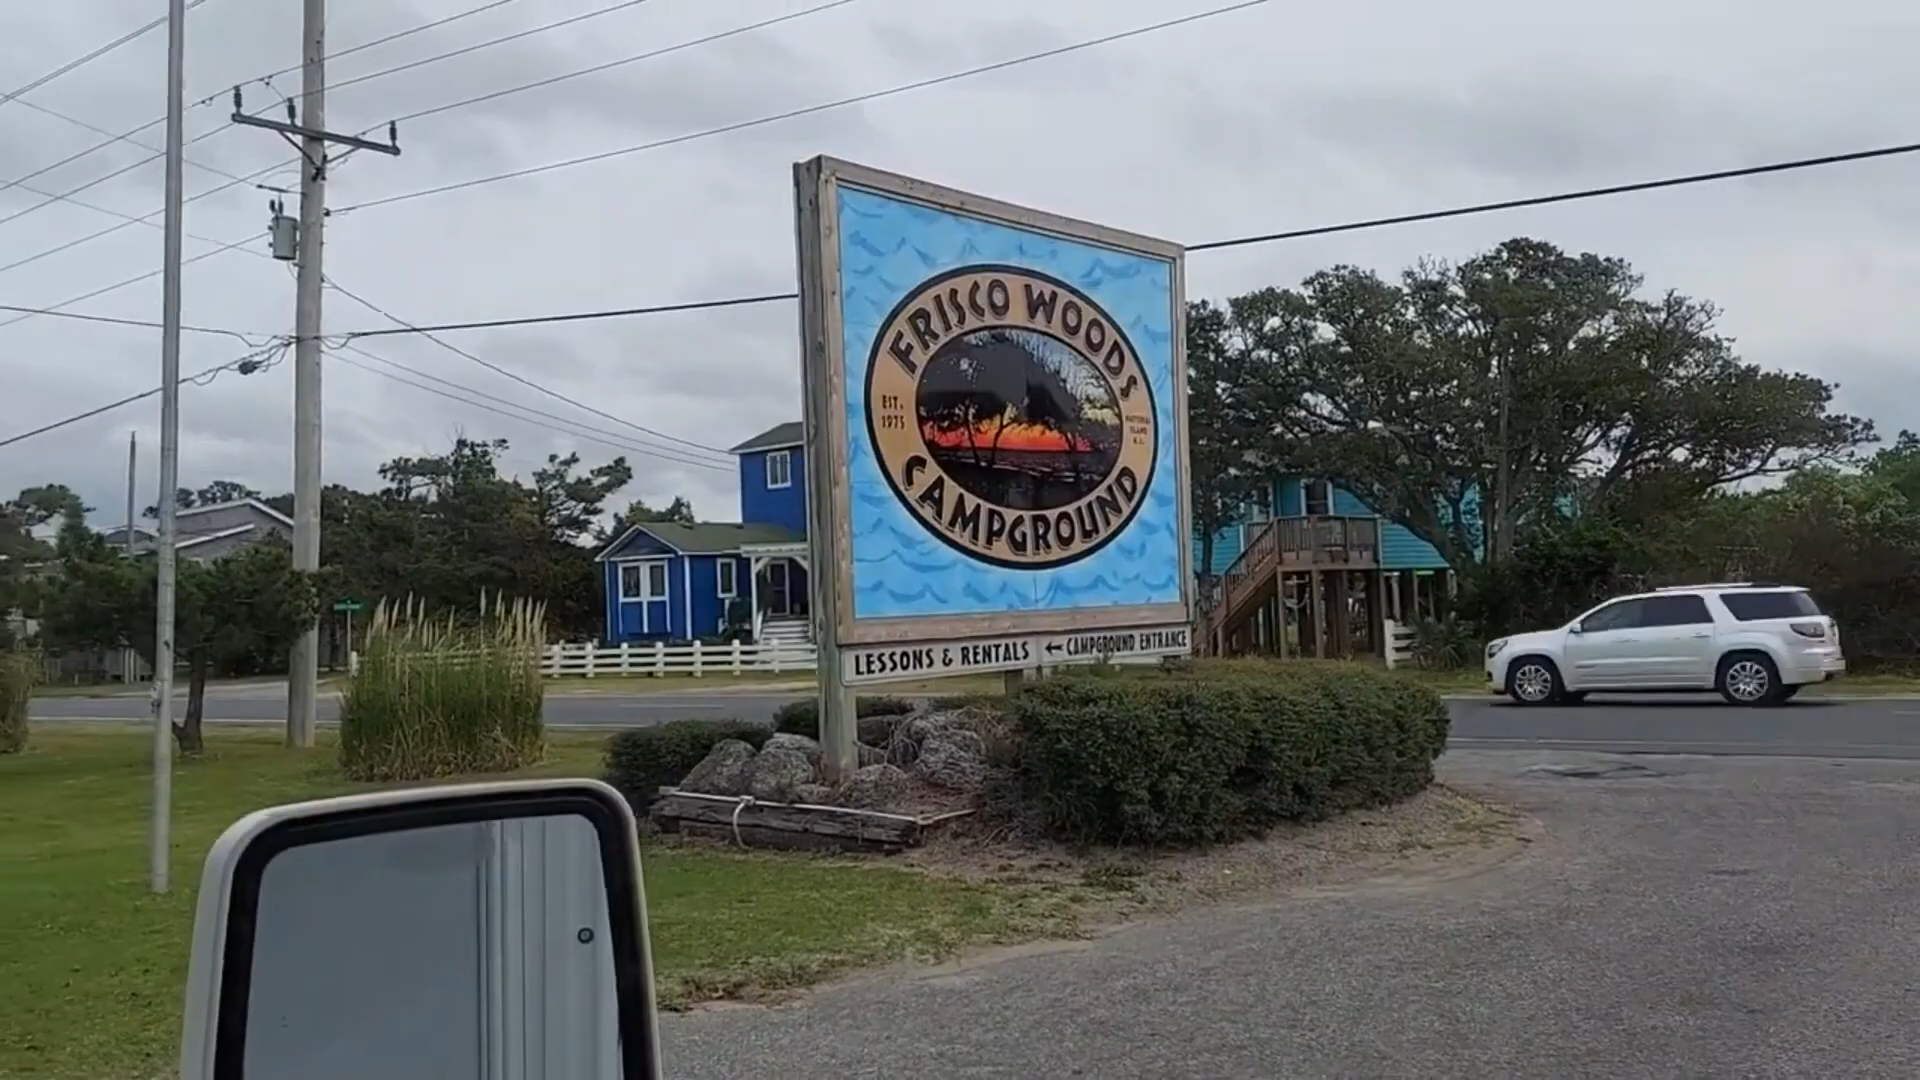 FRISCO WOODS
EST.
1975
CAMPGROUND
LESSONS & RENTALS
←CAMPGROUND ENTRANCE